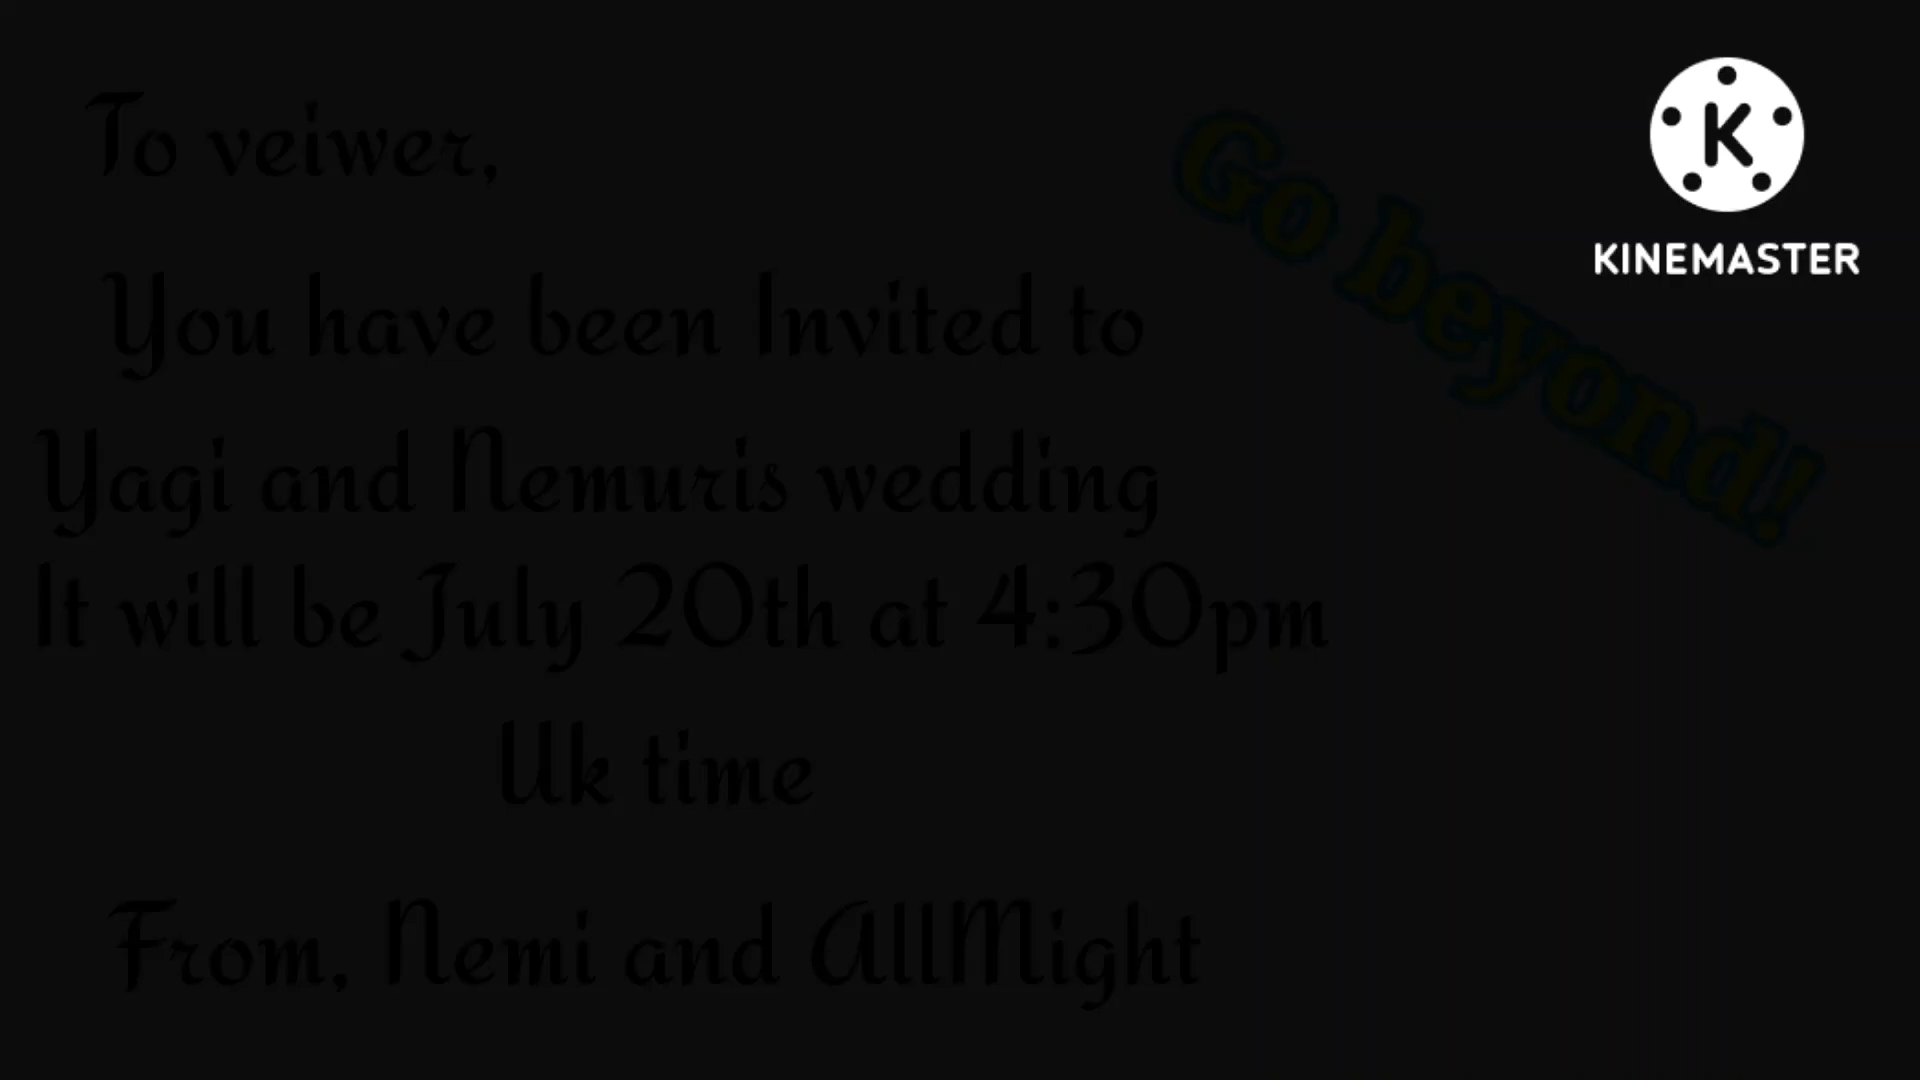 To veiwer,
Go beyond!
K
KINEMASTER
You have been Invited to
Yagi and Nemuris wedding
It will be July 20th at 4:30pm
Uk time
From, Nemi and AllMight